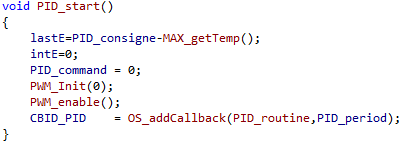 void PID_start()
{
    lastE=PID_consigne-MAX_getTemp();
    intE=0;
    PID_command = 0;
    PWM_Init(0);
    PWM_enable();
    CBID_PID    = OS_addCallback(PID_routine,PID_period);
}